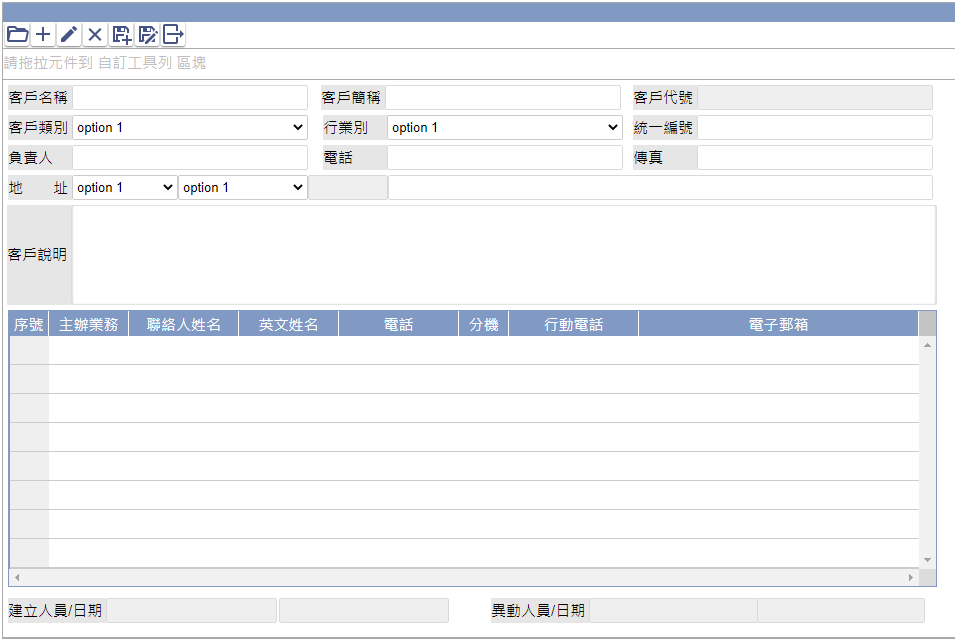 請拖拉元件到 自訂工具列 區塊
客戶名稱 客戶簡稱 客戶代號
客戶類別 option 1 行業別 option 1 統一編號
負責人 電話 傳真
地 址 option 1 option 1
客戶說明
序號 主辦業務 聯絡人姓名 英文姓名 電話 分機 行動電話 電子郵箱
建立人員/日期 異動人員/日期